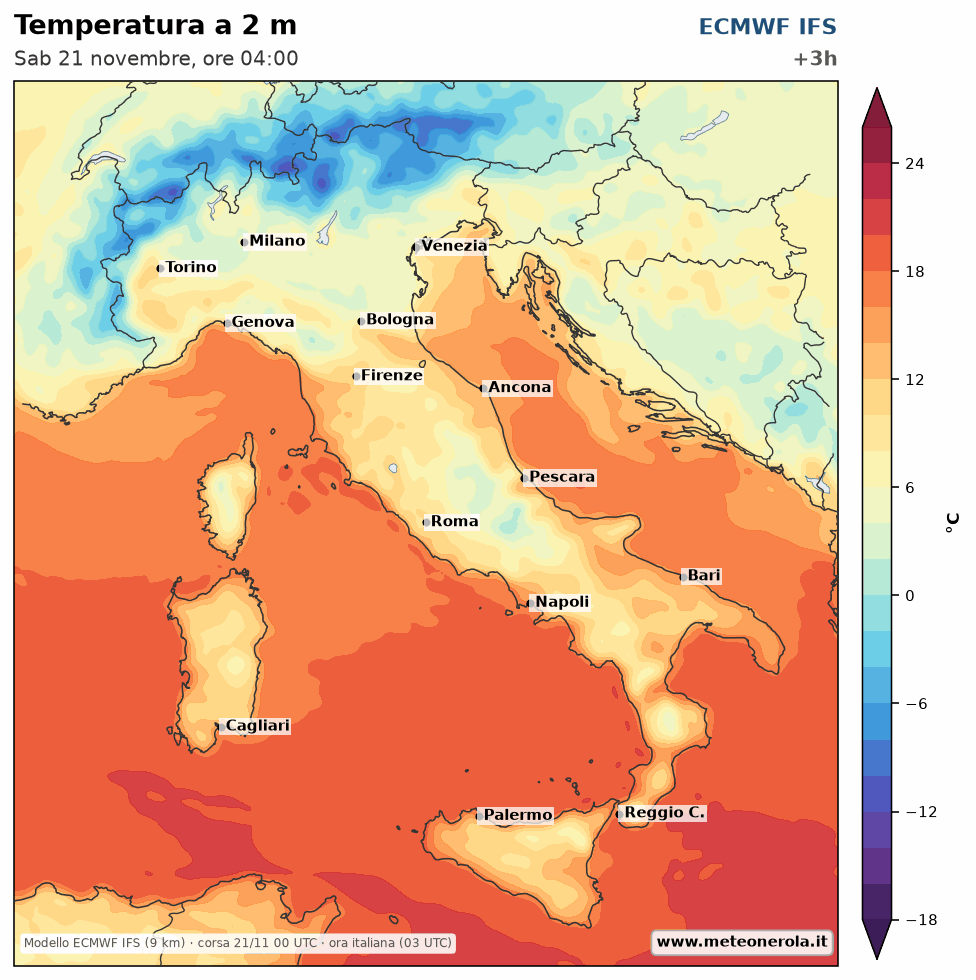 Temperatura a 2 m
ECMWF IFS
Sab 21 novembre, ore 04:00
+3h
Milano
Venezia
Torino
Genova
Bologna
Firenze
Ancona
Pescara
Roma
Bari
Napoli
Cagliari
Palermo
Reggio C.
24
18
12
6
0
−6
−12
−18
°C
Modello ECMWF IFS (9 km) · corsa 21/11 00 UTC · ora italiana (03 UTC)
www.meteonerola.it